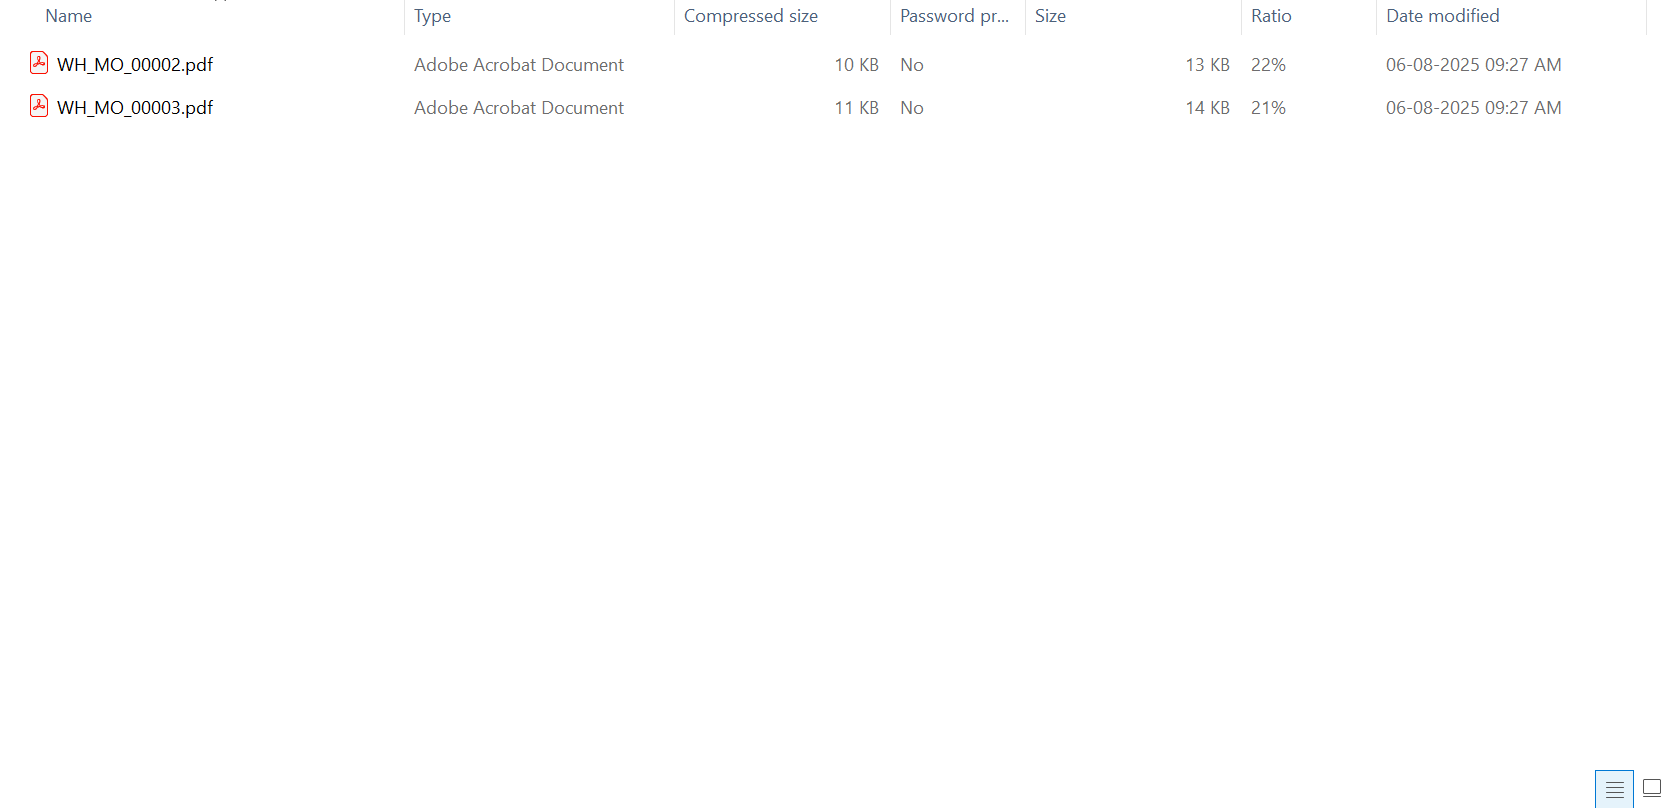 Name Type Compressed size Password pr... Size Ratio Date modified
WH_MO_00002.pdf Adobe Acrobat Document 10 KB No 13 KB 22% 06-08-2025 09:27 AM
WH_MO_00003.pdf Adobe Acrobat Document 11 KB No 14 KB 21% 06-08-2025 09:27 AM